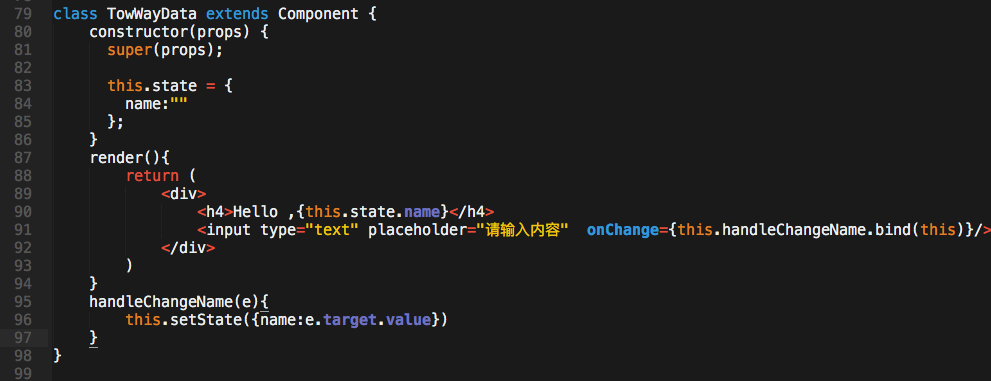 79 class TowWayData extends Component {
80     constructor(props) {
81       super(props);
82
83       this.state = {
84         name:""
85       };
86     }
87     render(){
88         return (
89             <div>
90                 <h4>Hello ,{this.state.name}</h4>
91                 <input type="text" placeholder="请输入内容"  onChange={this.handleChangeName.bind(this)}/>
92             </div>
93         )
94     }
95     handleChangeName(e){
96         this.setState({name:e.target.value})
97     }
98 }
99